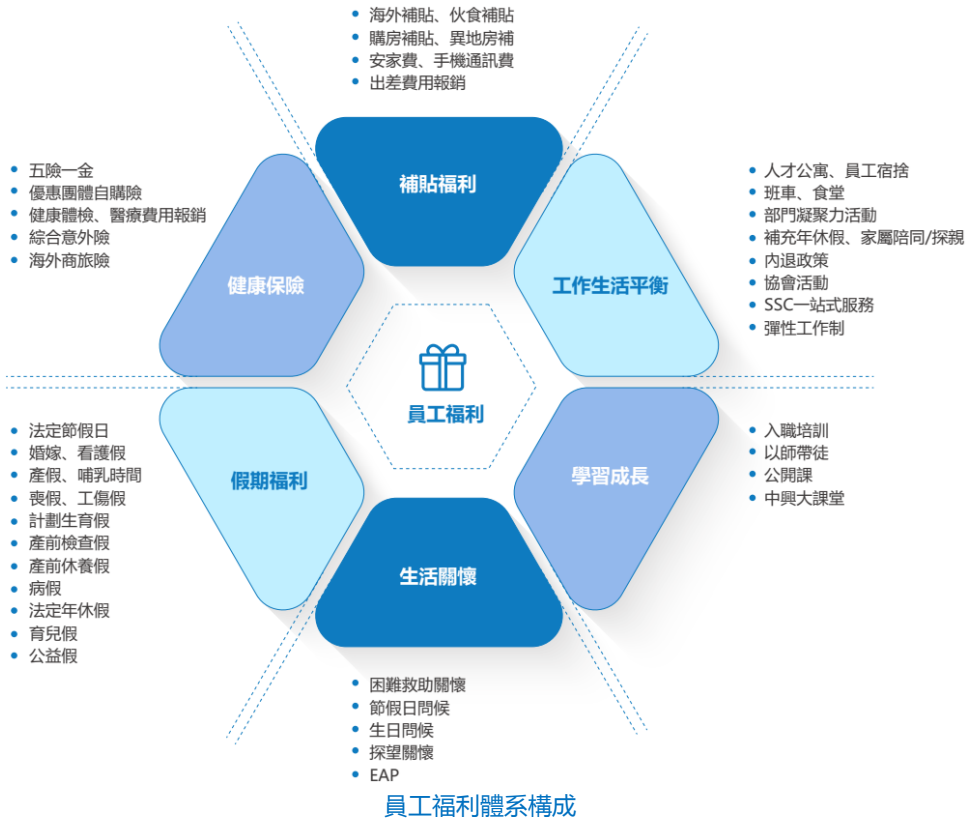 • 海外補貼、伙食補貼
• 購房補貼、異地房補
• 安家費、手機通訊費
• 出差費用報銷
補貼福利
• 五險一金
• 優惠團體自購險
• 健康體檢、醫療費用報銷
• 綜合意外險
• 海外商旅險
健康保險
• 人才公寓、員工宿捨
• 班車、食堂
• 部門凝聚力活動
• 補充年休假、家屬陪同/探親
• 內退政策
• 協會活動
• SSC一站式服務
• 彈性工作制
工作生活平衡
員工福利
• 法定節假日
• 婚嫁、看護假
• 產假、哺乳時間
• 喪假、工傷假
• 計劃生育假
• 產前檢查假
• 產前休養假
• 病假
• 法定年休假
• 育兒假
• 公益假
假期福利
• 入職培訓
• 以師帶徒
• 公開課
• 中興大課堂
學習成長
生活關懷
• 困難救助關懷
• 節假日問候
• 生日問候
• 探望關懷
• EAP
員工福利體系構成